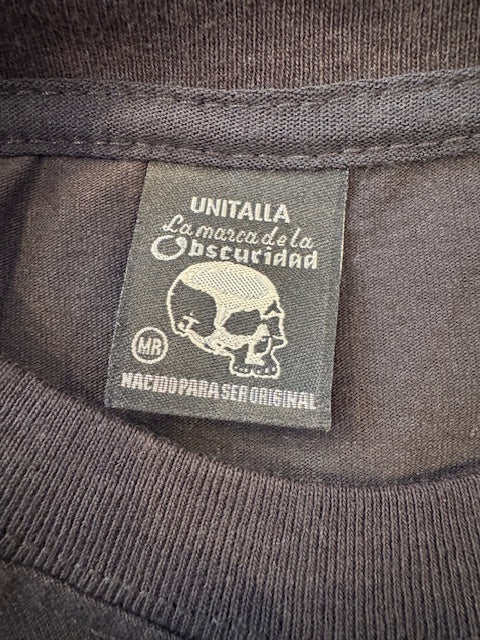 UNITALLA
La marca de la
Obscuridad
MR
NACIDO PARA SER ORIGINAL